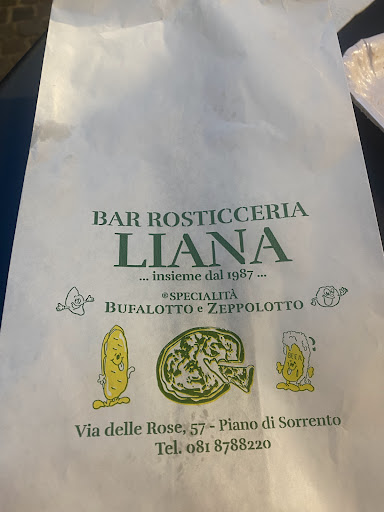 BAR ROSTICCERIA
LIANA
... insieme dal 1987 ...
® SPECIALITÀ
BUFALOTTO e ZEPPOLOTTO
Via delle Rose, 57 - Piano di Sorrento
Tel. 081 8788220